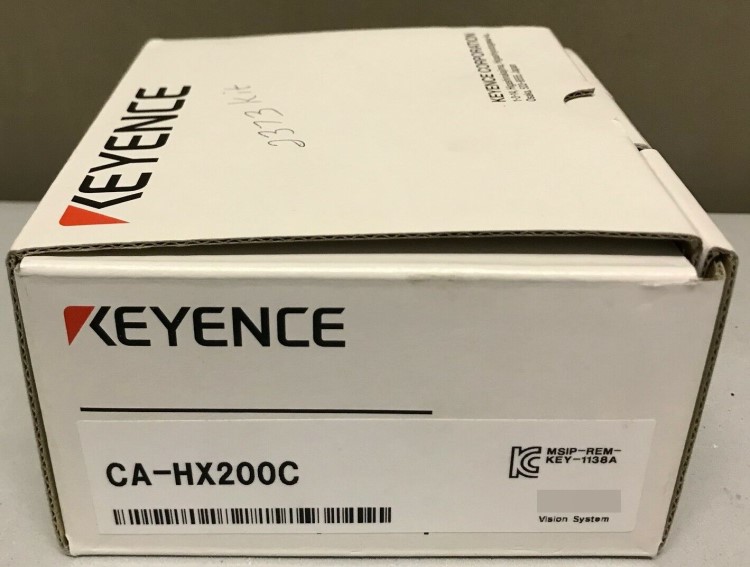 KEYENCE
2373 Kit
KEYENCE CORPORATION
KEYENCE
CA-HX200C
MSIP-REM-
KEY-1138A
Vision System